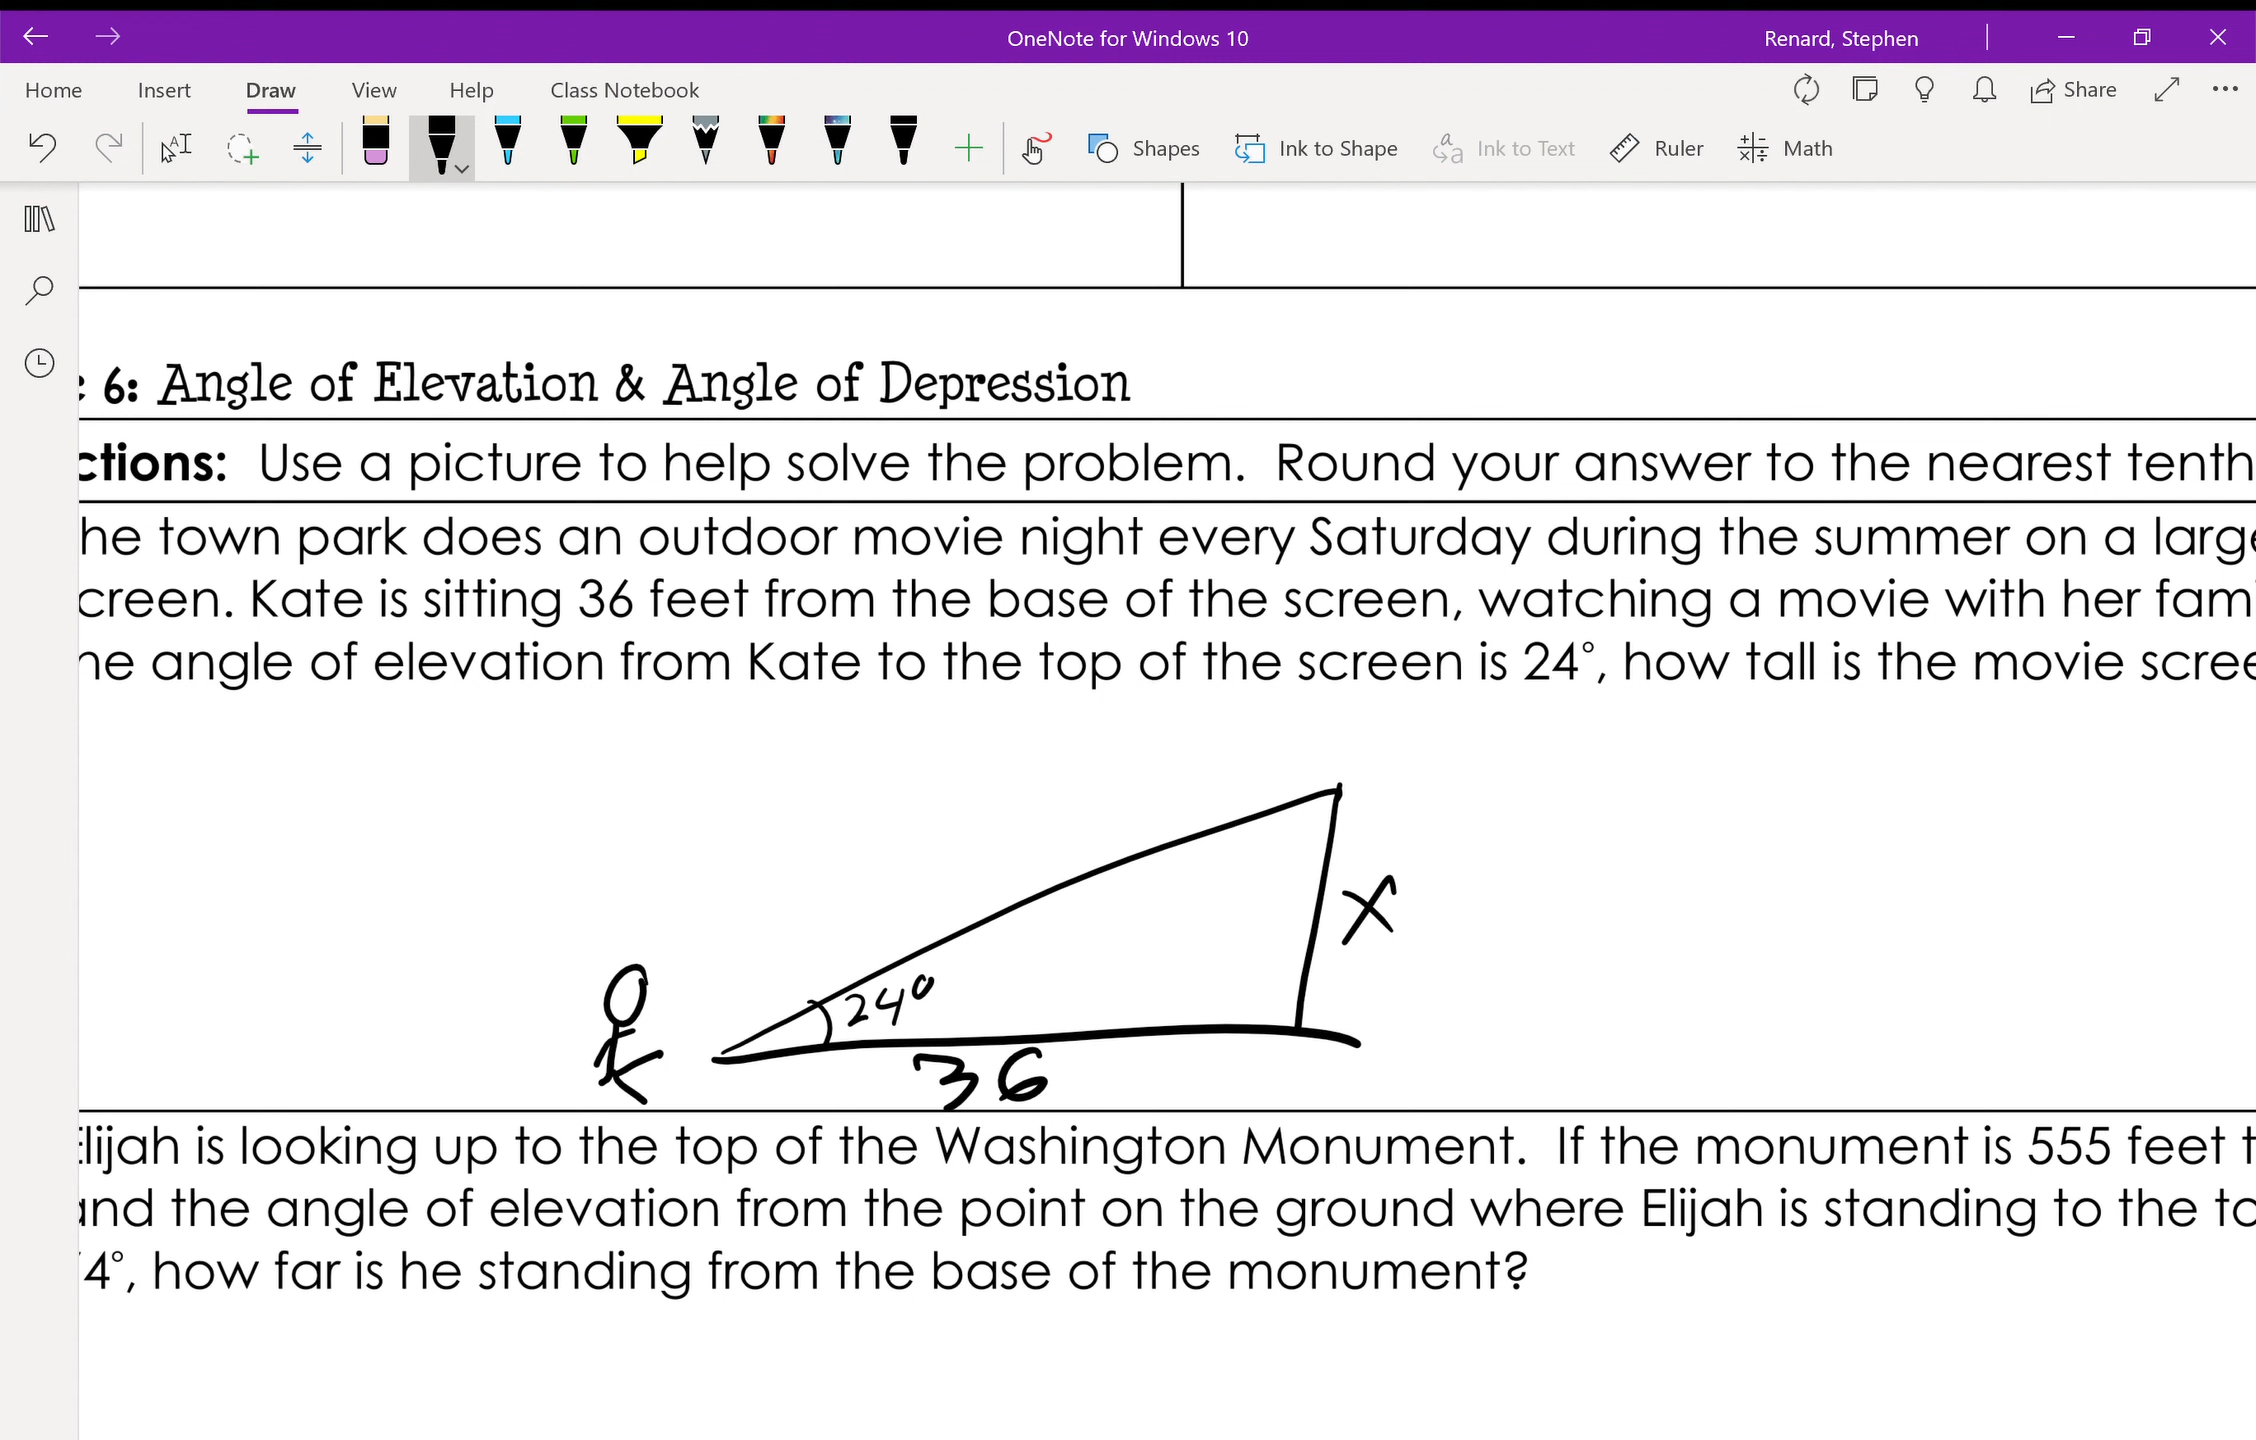 OneNote for Windows 10
Renard, Stephen
Home Insert Draw View Help Class Notebook
Share
Shapes Ink to Shape Ink to Text Ruler Math
6: Angle of Elevation & Angle of Depression
ctions: Use a picture to help solve the problem. Round your answer to the nearest tenth
he town park does an outdoor movie night every Saturday during the summer on a large
creen. Kate is sitting 36 feet from the base of the screen, watching a movie with her fam
he angle of elevation from Kate to the top of the screen is 24°, how tall is the movie scree
x
24°
36
Elijah is looking up to the top of the Washington Monument. If the monument is 555 feet t
and the angle of elevation from the point on the ground where Elijah is standing to the to
4°, how far is he standing from the base of the monument?